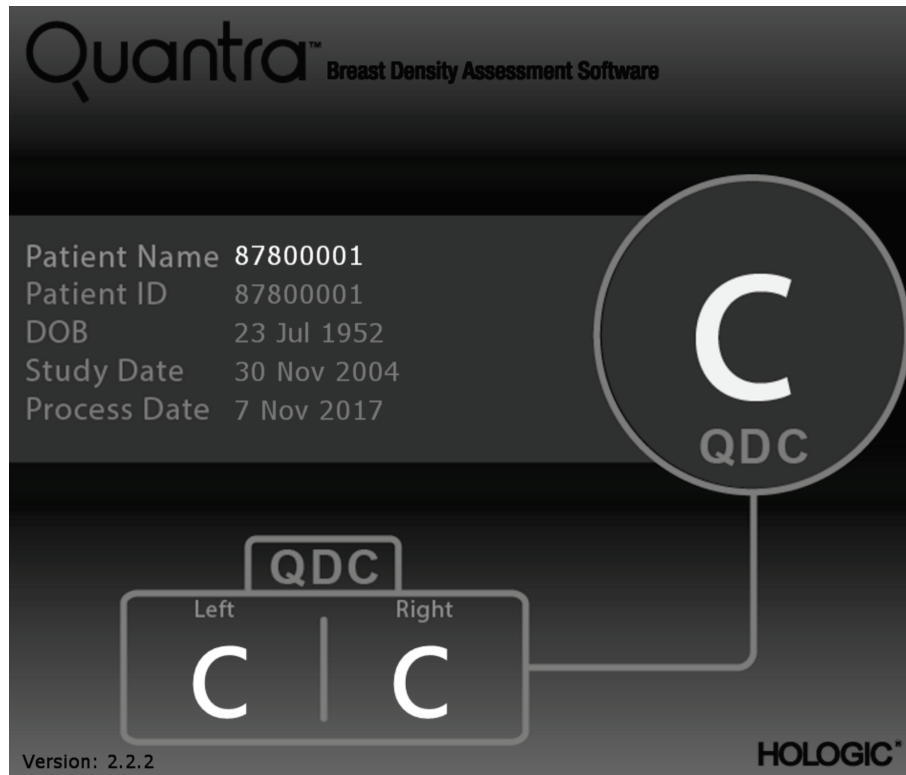 Quantra™ Breast Density Assessment Software
Patient Name 87800001
Patient ID 87800001
DOB 23 Jul 1952
Study Date 30 Nov 2004
Process Date 7 Nov 2017
C
QDC
QDC
Left Right
C C
Version: 2.2.2
HOLOGIC®